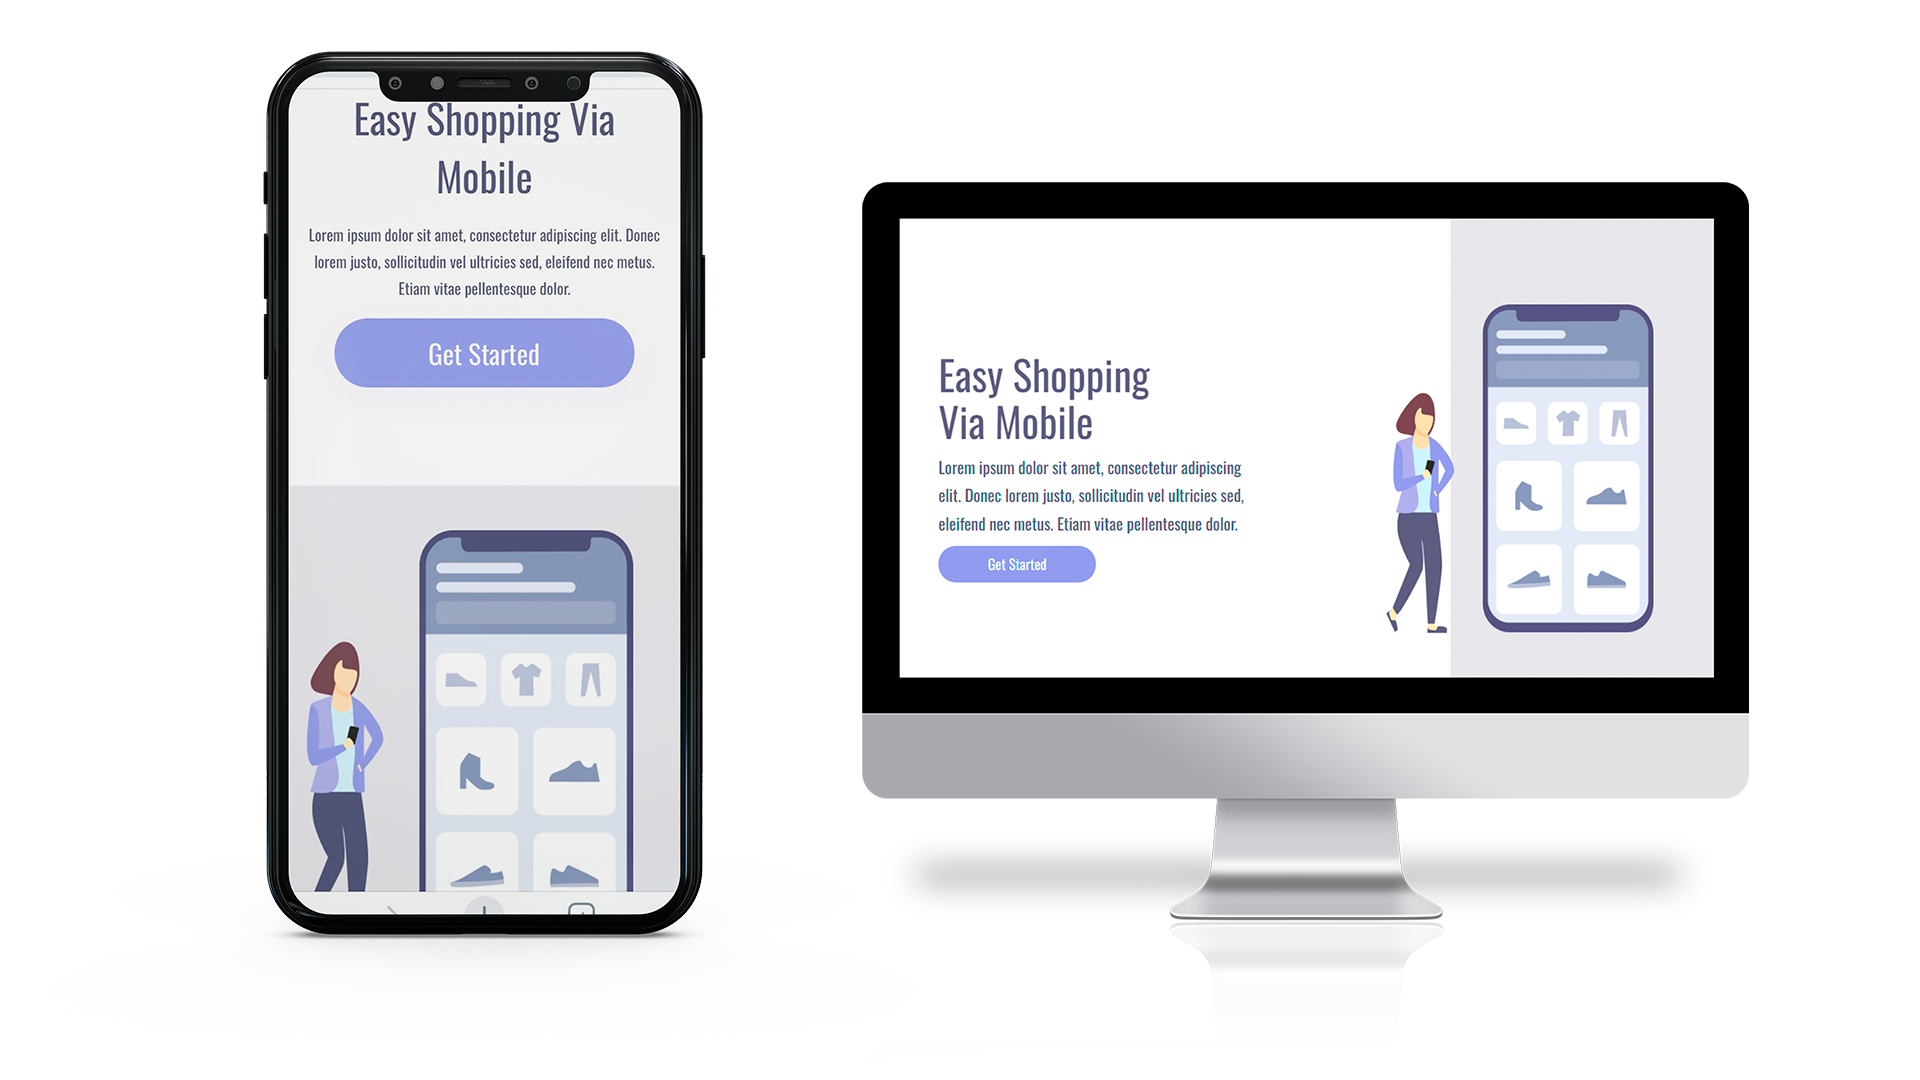 Easy Shopping Via
Mobile
Lorem ipsum dolor sit amet, consectetur adipiscing elit. Donec
lorem justo, sollicitudin vel ultricies sed, eleifend nec metus.
Etiam vitae pellentesque dolor.
Get Started
Easy Shopping
Via Mobile
Lorem ipsum dolor sit amet, consectetur adipiscing
elit. Donec lorem justo, sollicitudin vel ultricies sed,
eleifend nec metus. Etiam vitae pellentesque dolor.
Get Started